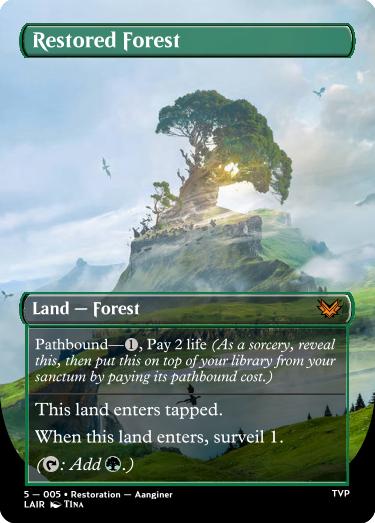 Restored Forest
Land — Forest
Pathbound—1, Pay 2 life (As a sorcery, reveal
this, then put this on top of your library from your
sanctum by paying its pathbound cost.)
This land enters tapped.
When this land enters, surveil 1.
(: Add .)
5 — 005 • Restoration — Aanginer
TVP
LAIR Tina